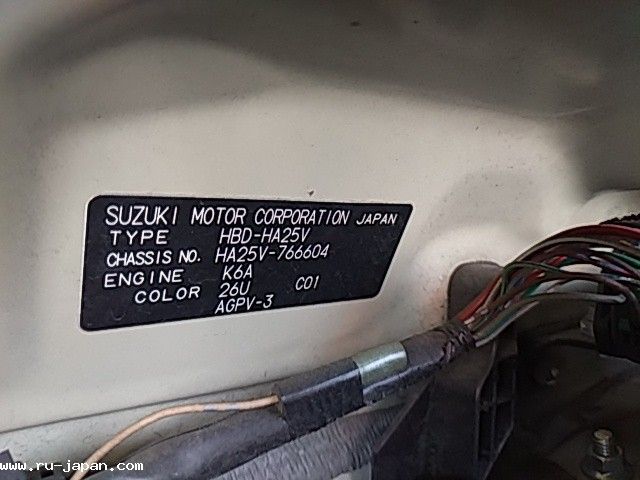 SUZUKI MOTOR CORPORATION JAPAN
TYPE HBD-HA25V
CHASSIS NO. HA25V-766604
ENGINE K6A
COLOR 26U C01
AGPV-3
www.ru-japan.com